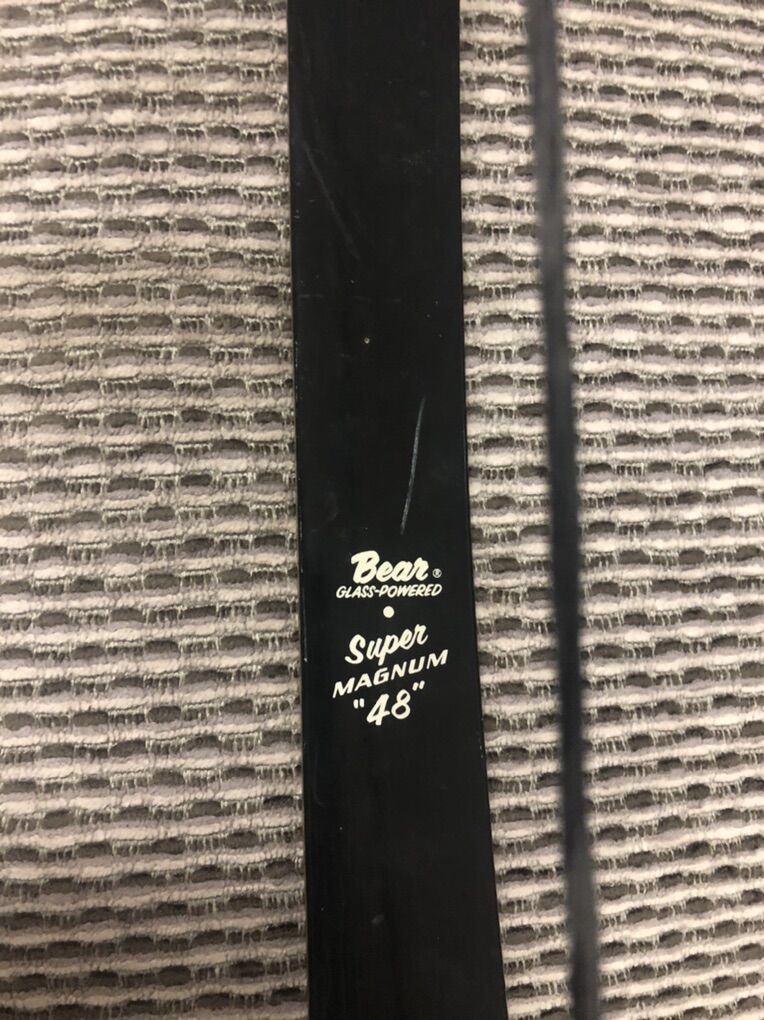 Bear®
GLASS-POWERED
•
Super
MAGNUM
"48"